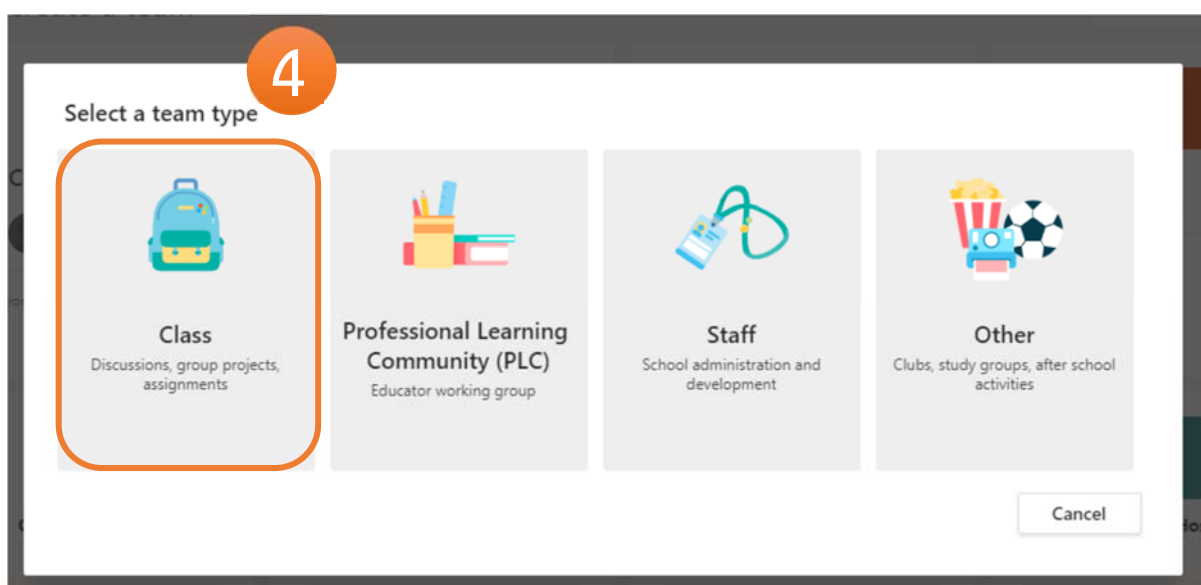 4
Select a team type
Class
Discussions, group projects,
assignments
Professional Learning
Community (PLC)
Educator working group
Staff
School administration and
development
Other
Clubs, study groups, after school
activities
Cancel